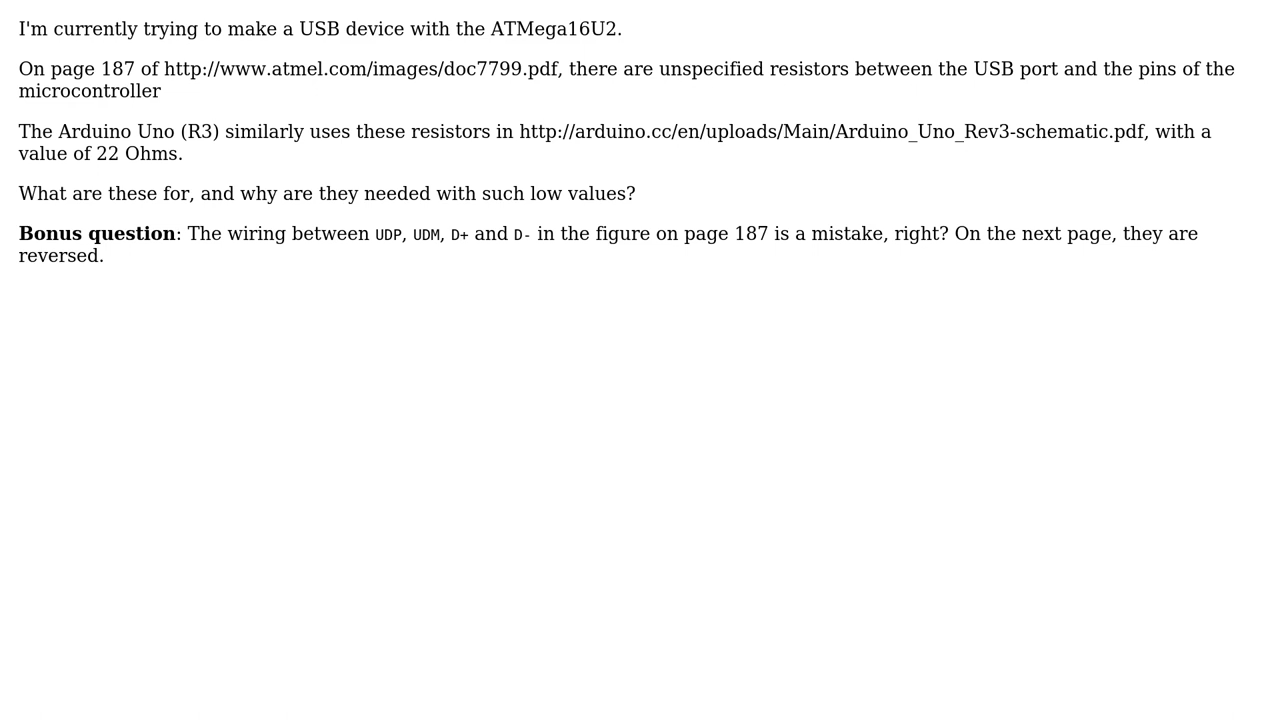 I'm currently trying to make a USB device with the ATMega16U2.
On page 187 of http://www.atmel.com/images/doc7799.pdf, there are unspecified resistors between the USB port and the pins of the
microcontroller
The Arduino Uno (R3) similarly uses these resistors in http://arduino.cc/en/uploads/Main/Arduino_Uno_Rev3-schematic.pdf, with a
value of 22 Ohms.
What are these for, and why are they needed with such low values?
Bonus question: The wiring between UDP, UDM, D+ and D- in the figure on page 187 is a mistake, right? On the next page, they are
reversed.